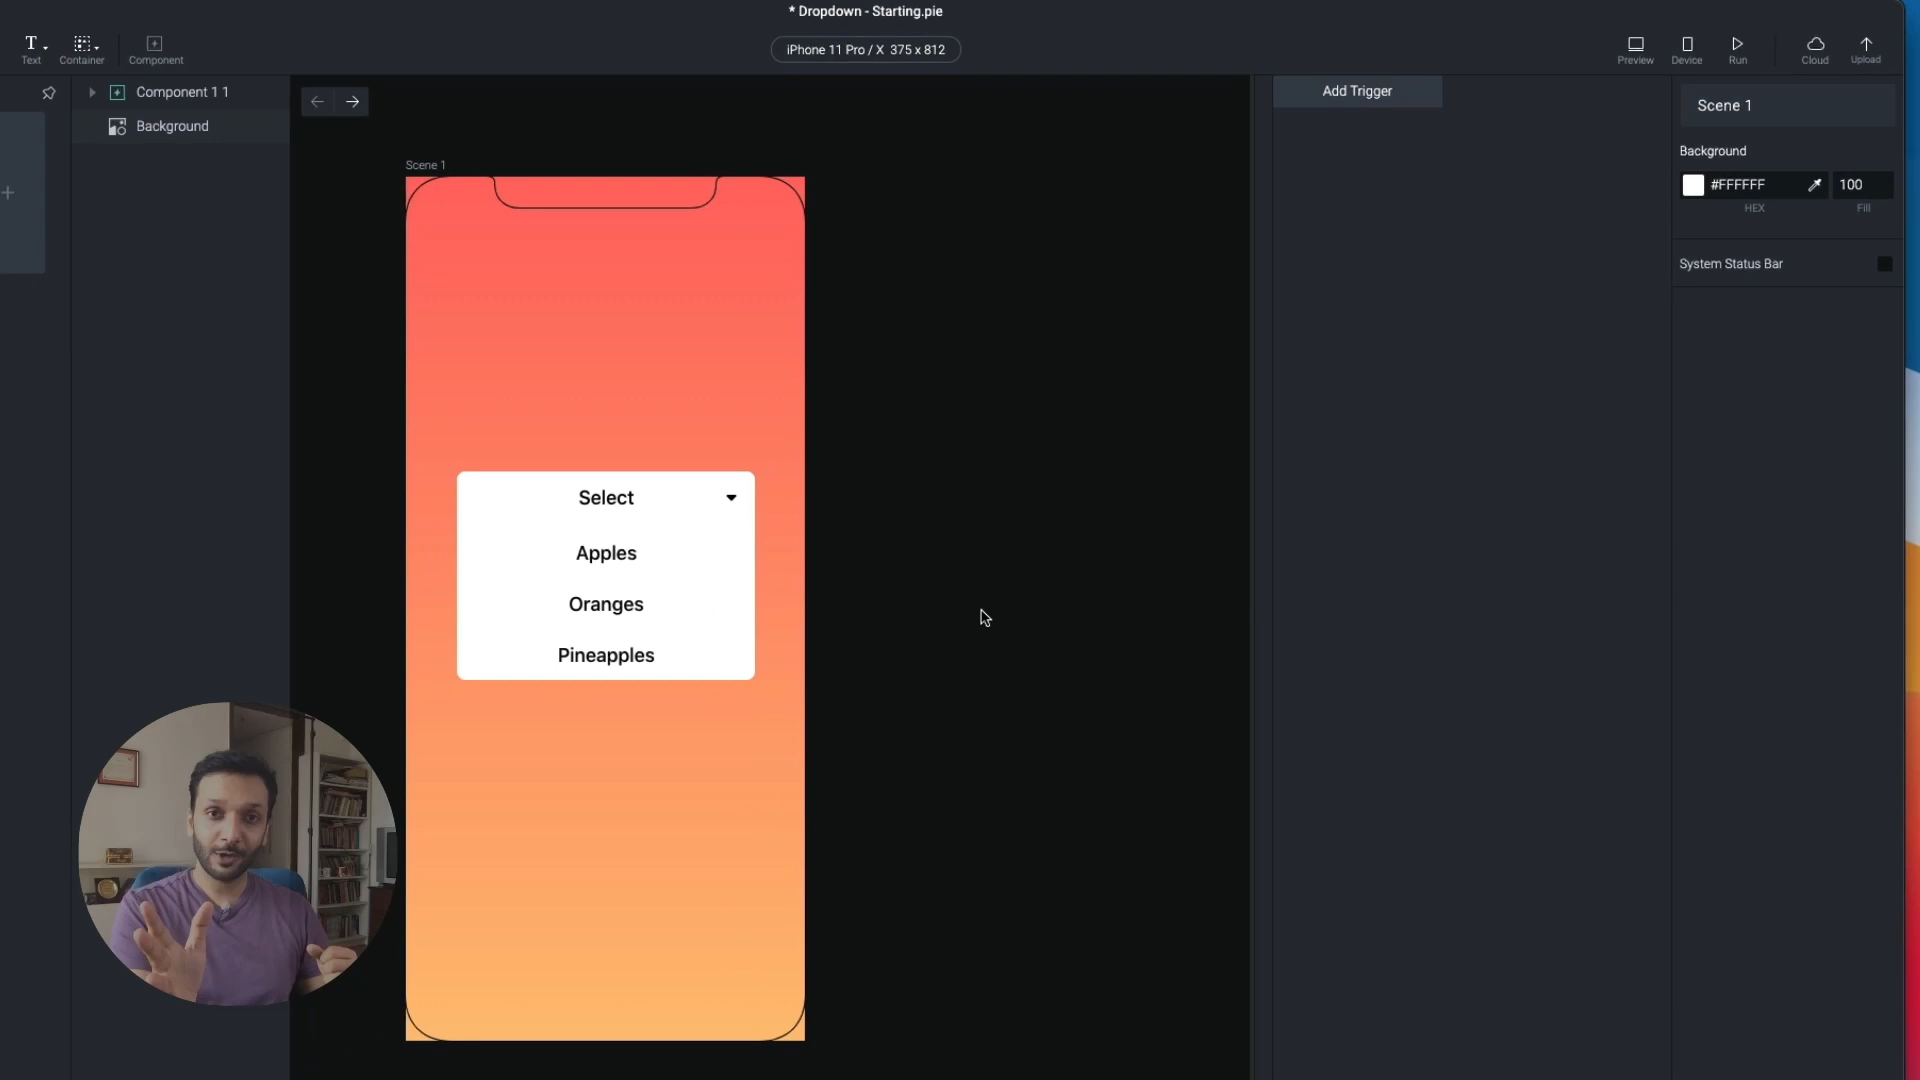 * Dropdown - Starting.pie
T
Text
Container
Component
iPhone 11 Pro / X 375 x 812
Preview
Device
Run
Cloud
Upload
Component 1 1
Background
Add Trigger
Scene 1
Background
#FFFFFF
100
HEX
Fill
System Status Bar
Scene 1
Select
Apples
Oranges
Pineapples